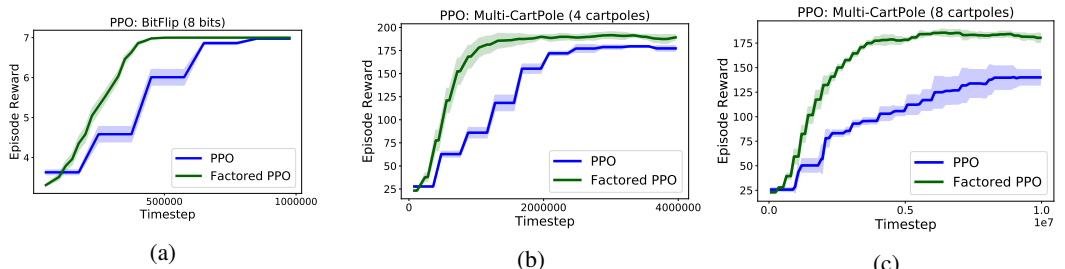 PPO: BitFlip (8 bits)
7
6
5
4
Episode Reward
PPO
Factored PPO
500000
1000000
Timestep
(a)
PPO: Multi-CartPole (4 cartpoles)
200
175
150
125
100
75
50
25
Episode Reward
PPO
Factored PPO
0
2000000
4000000
Timestep
(b)
PPO: Multi-CartPole (8 cartpoles)
175
150
125
100
75
50
25
Episode Reward
PPO
Factored PPO
0.0
0.5
1.0
1e7
Timestep
(c)